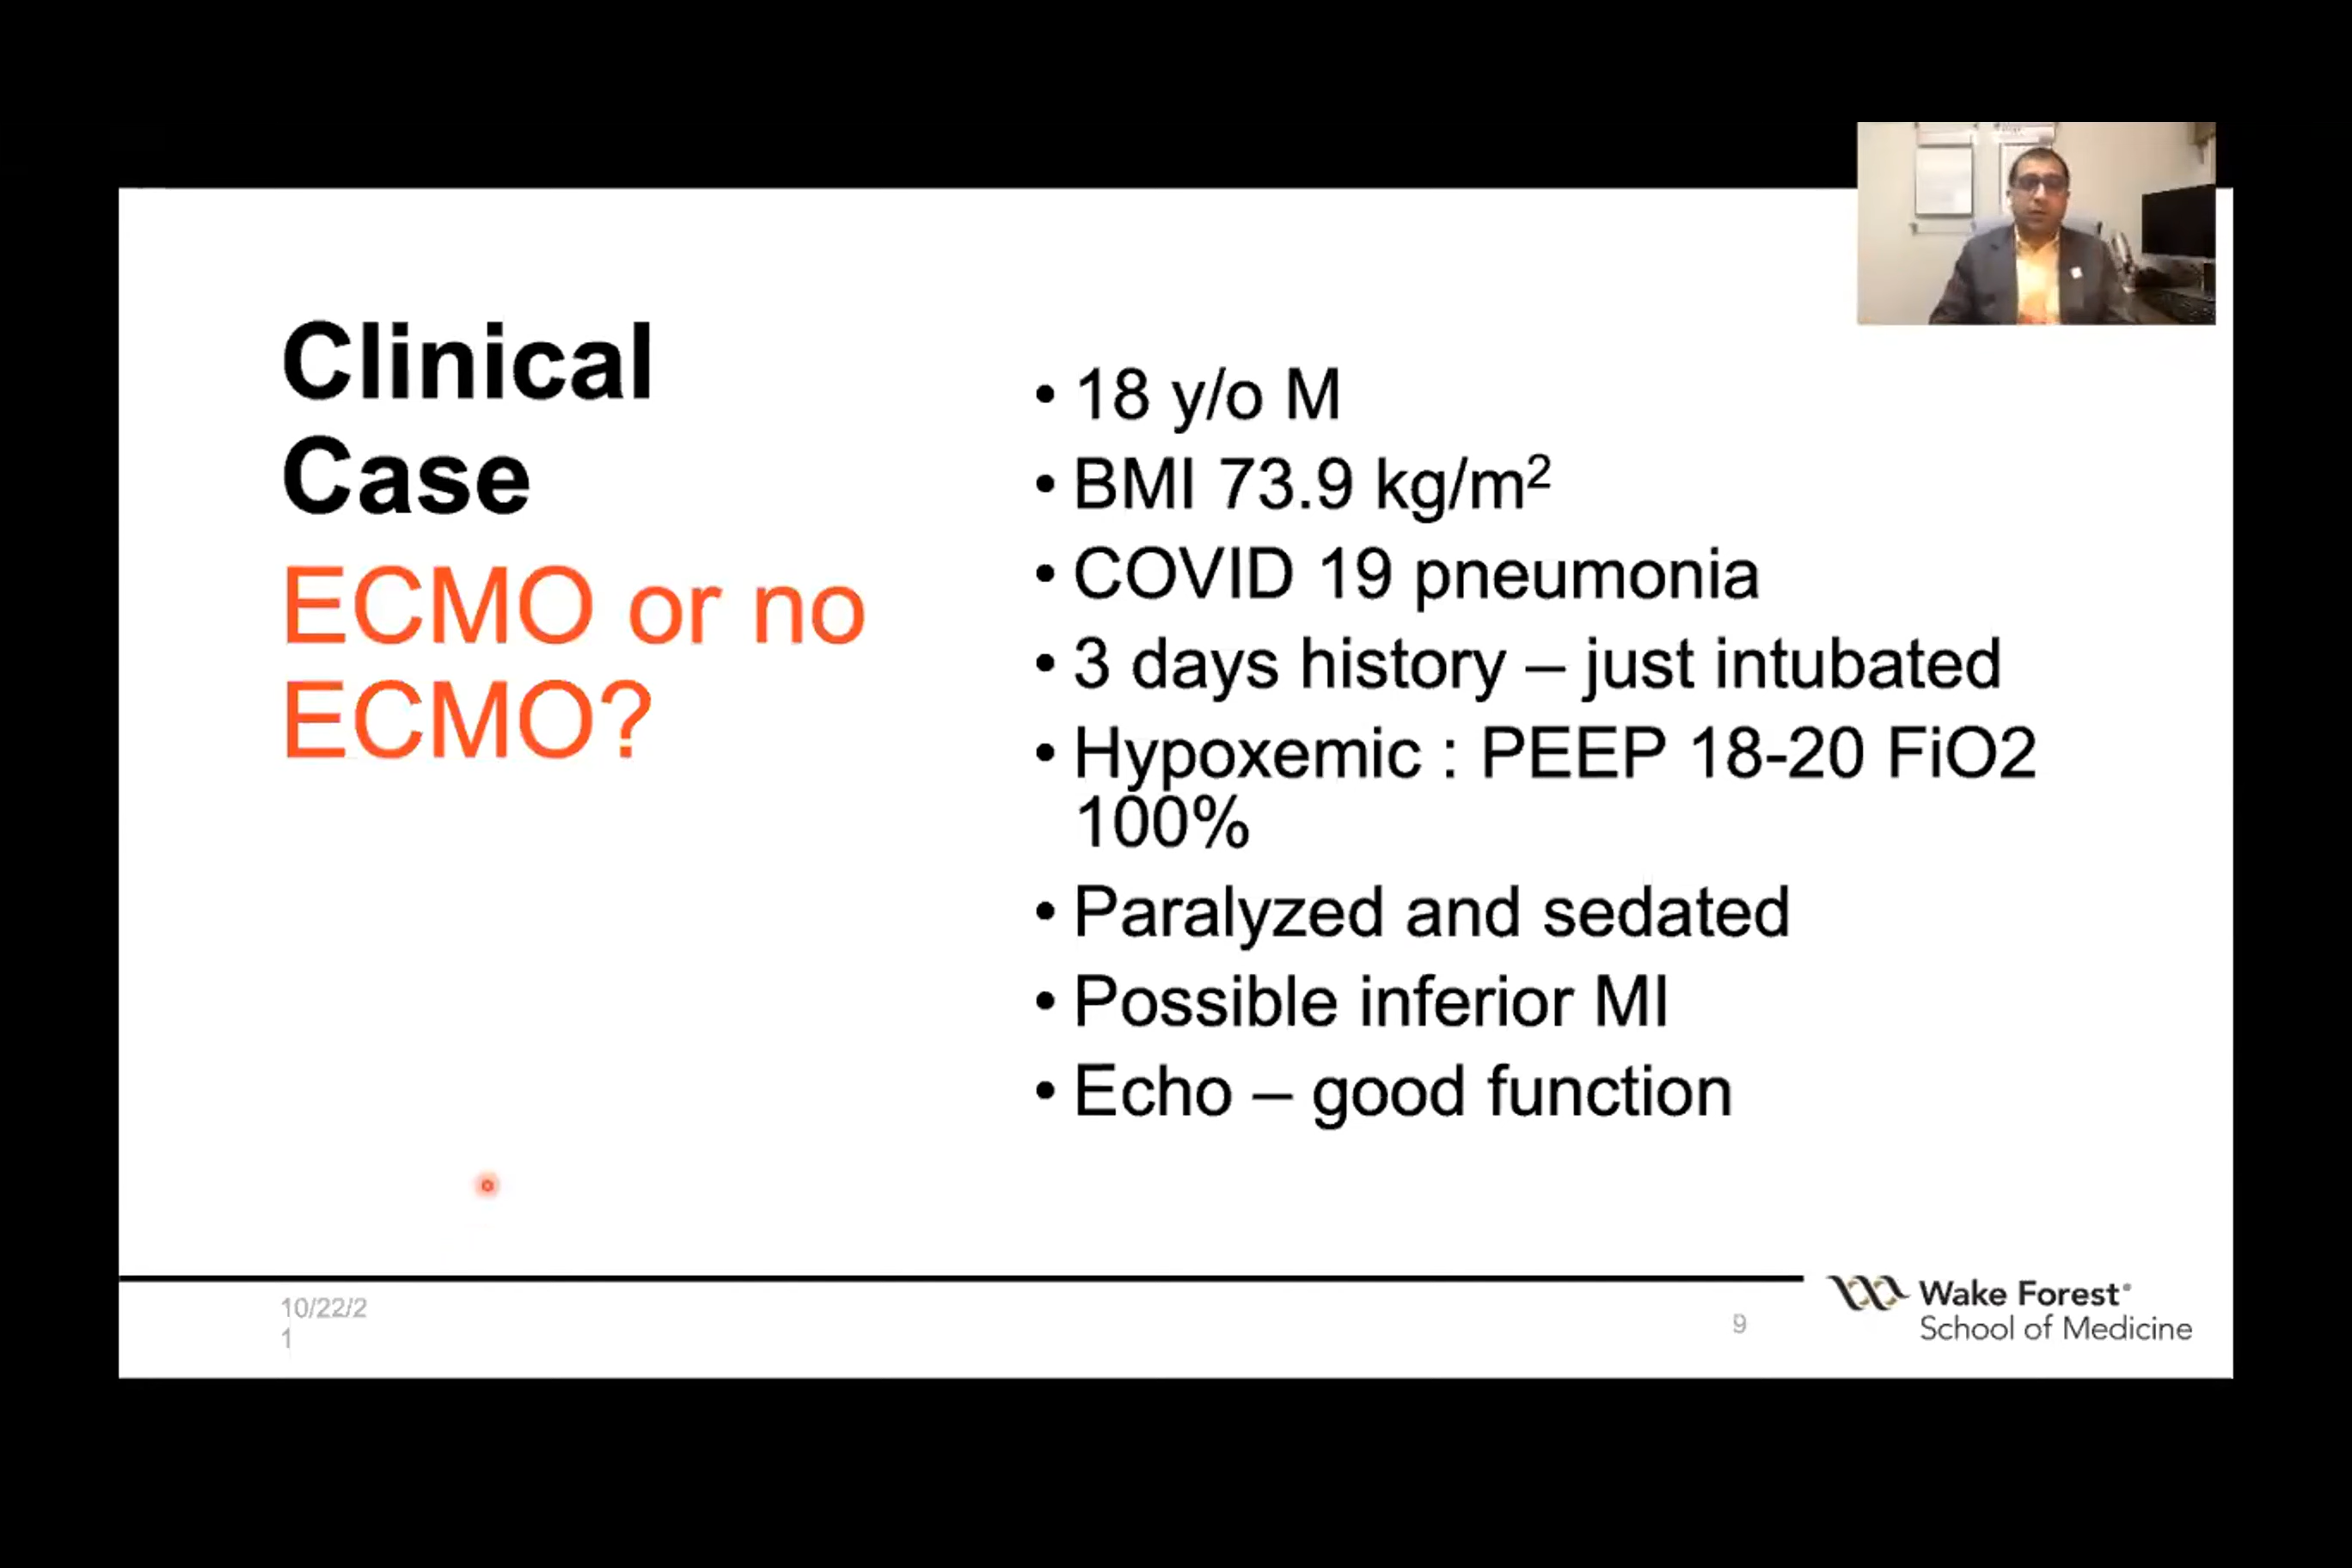 Clinical
Case
ECMO or no
ECMO?
• 18 y/o M
• BMI 73.9 kg/m²
• COVID 19 pneumonia
• 3 days history – just intubated
• Hypoxemic : PEEP 18-20 FiO2
100%
• Paralyzed and sedated
• Possible inferior MI
• Echo – good function
10/22/2
1
9
Wake Forest®
School of Medicine